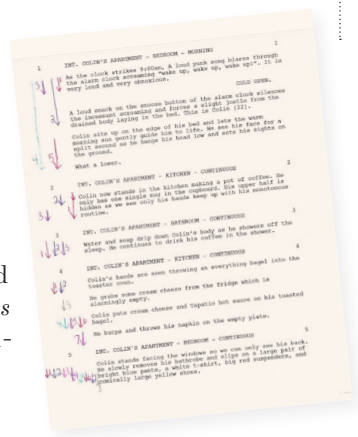 1 INT. COLIN'S APARTMENT - BEDROOM - MORNING 1
As the clock strikes 9:00am. A loud punk song blares through
the alarm clock screaming "wake up, wake up, wake up!". It is
very loud and very obnoxious.
COLD OPEN.
A loud smack on the snooze button of the alarm clock silences
the incessant screaming and forces a slight jostle from the
drained body laying in the bed. This is Colin (22).
Colin sits up on the edge of his bed and lets the warm
morning sun gently guide him to life. We see his face for a
split second as he hangs his head low and sets his sights on
the ground.
What a loner.
2 INT. COLIN'S APARTMENT - KITCHEN - CONTINUOUS 2
Colin now stands in the kitchen making a pot of coffee. He
only has one single mug in the cupboard. His upper half is
hidden as we see only his hands keep up with his monotonous
routine.
3 INT. COLIN'S APARTMENT - BATHROOM - CONTINUOUS 3
Water and soap drip down Colin's body as he showers off the
sleep. He continues to drink his coffee in the shower.
4 INT. COLIN'S APARTMENT - KITCHEN - CONTINUOUS 4
Colin's hands are seen throwing an everything bagel into the
toaster oven.
He grabs some cream cheese from the fridge which is
alarmingly empty.
Colin puts cream cheese and Tapatio hot sauce on his toasted
bagel.
He burps and throws his napkin on the empty plate.
5 INT. COLIN'S APARTMENT - BEDROOM - CONTINUOUS 5
Colin stands facing the windows so we can only see his back.
He slowly removes his bathrobe and slips on a large pair of
bright blue pants, a white t-shirt, big red suspenders, and
comically large yellow shoes.
d
s
-